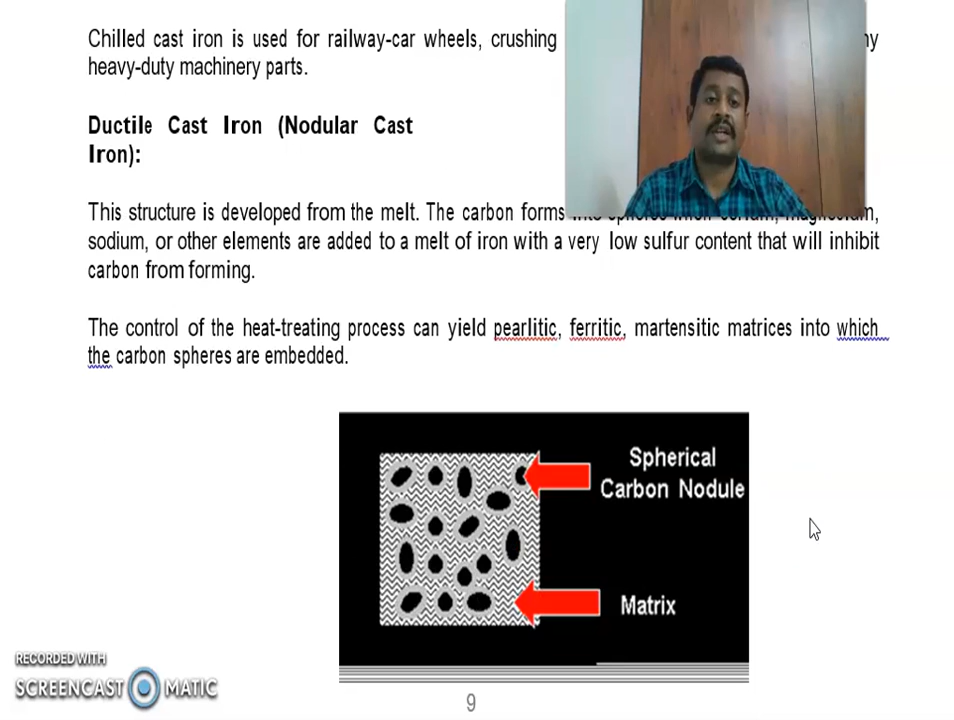 Chilled cast iron is used for railway-car wheels, crushing
heavy-duty machinery parts.
Ductile Cast Iron (Nodular Cast
Iron):
This structure is developed from the melt. The carbon forms
sodium, or other elements are added to a melt of iron with a very low sulfur content that will inhibit
carbon from forming.
The control of the heat-treating process can yield pearlitic, ferritic, martensitic matrices into which
the carbon spheres are embedded.
Spherical
Carbon Nodule
Matrix
RECORDED WITH
SCREENCAST MATIC
9